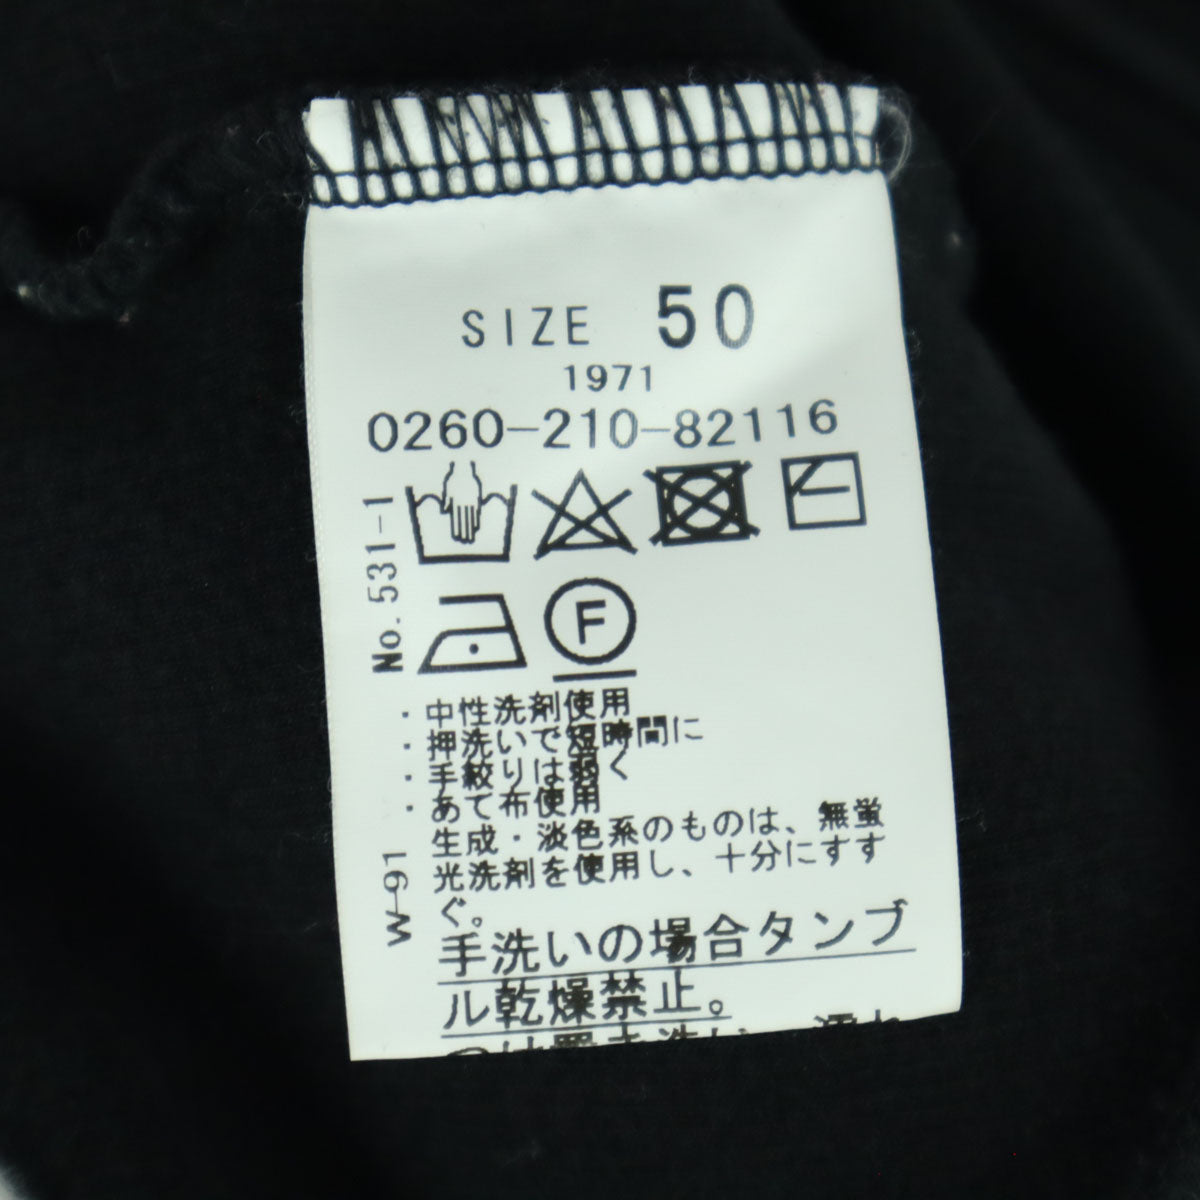 SIZE 50
1971
0260-210-82116
No. 531-1
F
・中性洗剤使用
・押洗いで短時間に
・手絞りは弱く
・あて布使用
生成・淡色系のものは、無蛍
光洗剤を使用し、十分にすす
ぐ。
W-91
手洗いの場合タンブ
ル乾燥禁止。